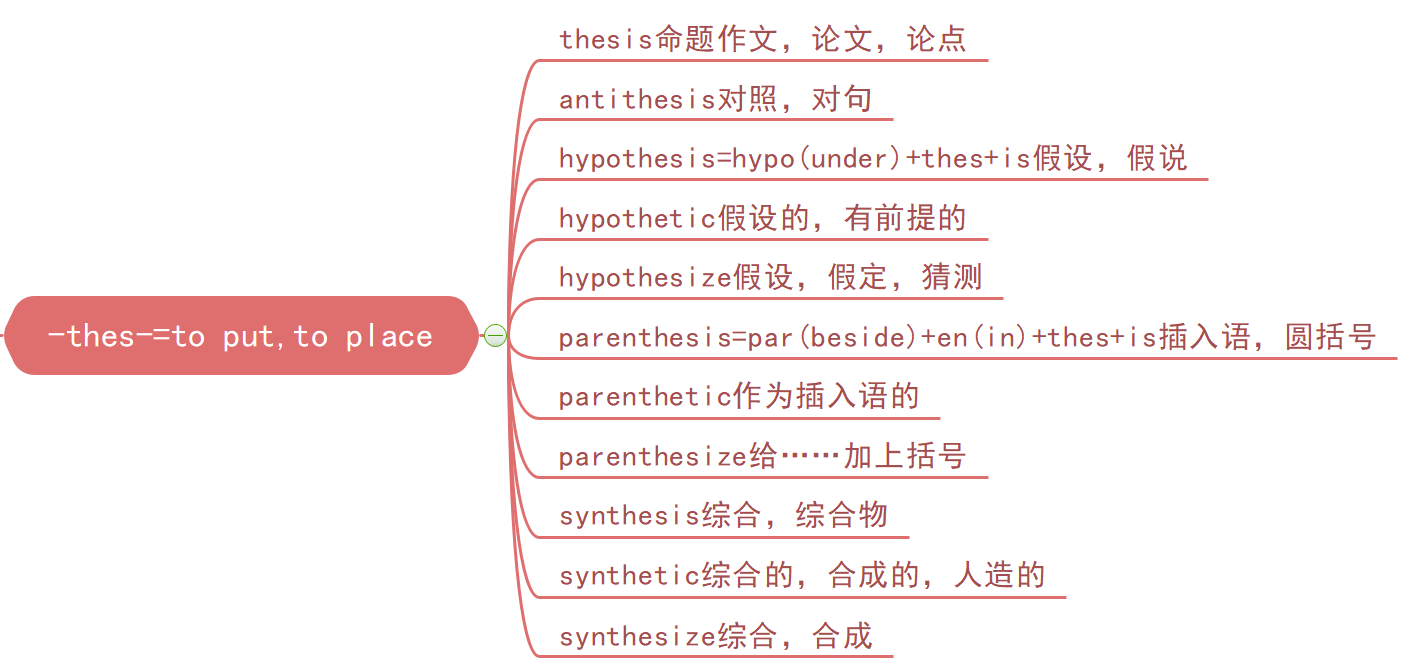 thesis命题作文，论文，论点
antithesis对照，对句
hypothesis=hypo(under)+thes+is假设，假说
hypothetic假设的，有前提的
hypothesize假设，假定，猜测
-thes-=to put,to place
parenthesis=par(beside)+en(in)+thes+is插入语，圆括号
parenthetic作为插入语的
parenthesize给……加上括号
synthesis综合，综合物
synthetic综合的，合成的，人造的
synthesize综合，合成